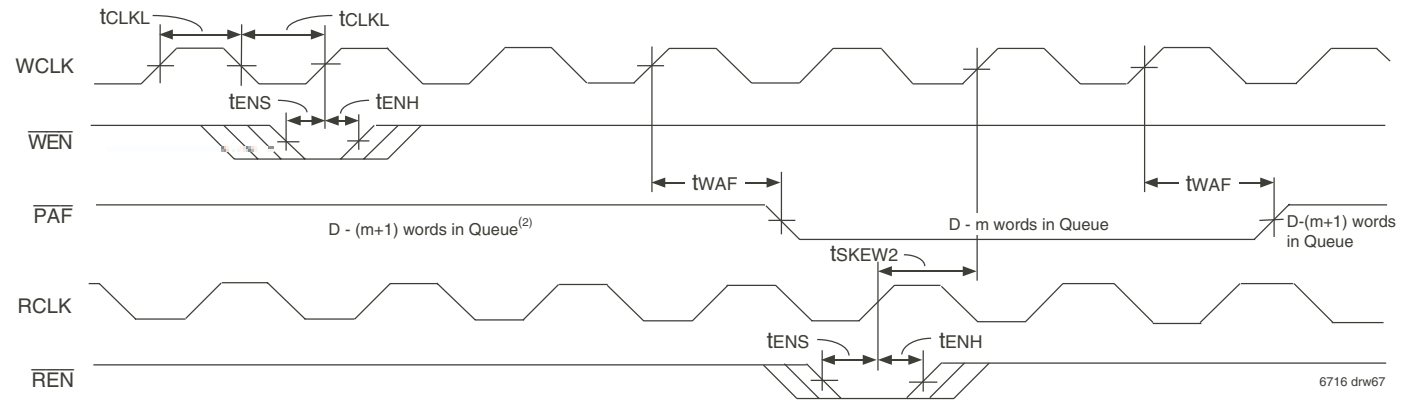 tCLKL
tCLKL
WCLK
tENS
tENH
WEN
tWAF
tWAF
PAF
D - (m+1) words in Queue(2)
D - m words in Queue
D-(m+1) words
in Queue
tSKEW2
RCLK
tENS
tENH
REN
6716 drw67